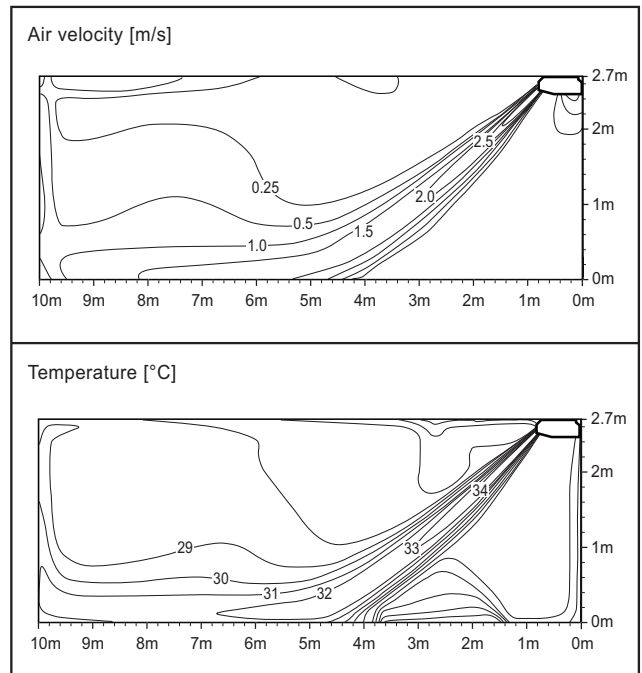 Air velocity [m/s]
2.7m
2m
2.5
0.25
2.0
1m
0.5
1.5
1.0
0m
10m 9m 8m 7m 6m 5m 4m 3m 2m 1m 0m
Temperature [°C]
2.7m
2m
34
29
33
1m
30
31
32
0m
10m 9m 8m 7m 6m 5m 4m 3m 2m 1m 0m